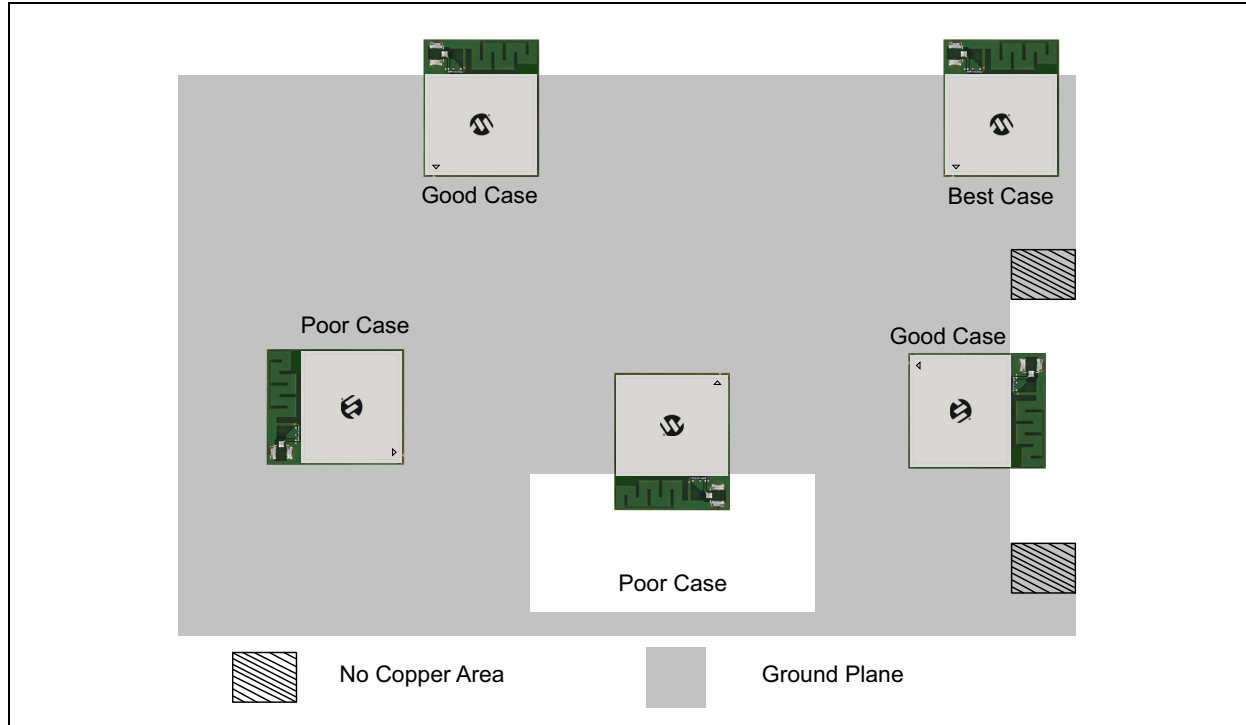 Good Case
Best Case
Poor Case
Good Case
Poor Case
No Copper Area
Ground Plane